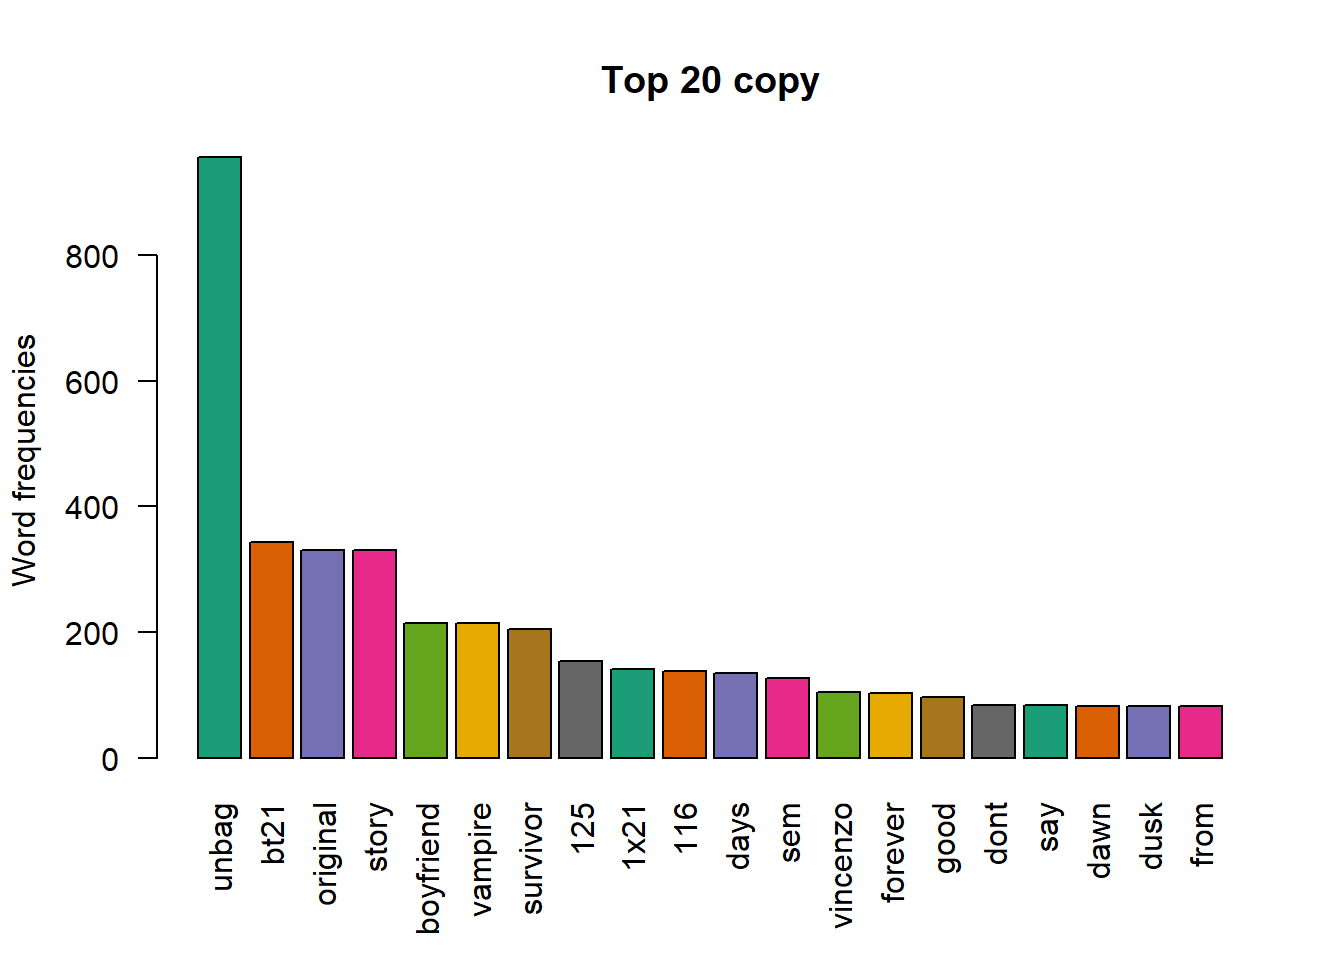 Top 20 copy
Word frequencies
800
600
400
200
0
unbag
bt21
original
story
boyfriend
vampire
survivor
125
1x21
116
days
sem
vincenzo
forever
good
dont
say
dawn
dusk
from